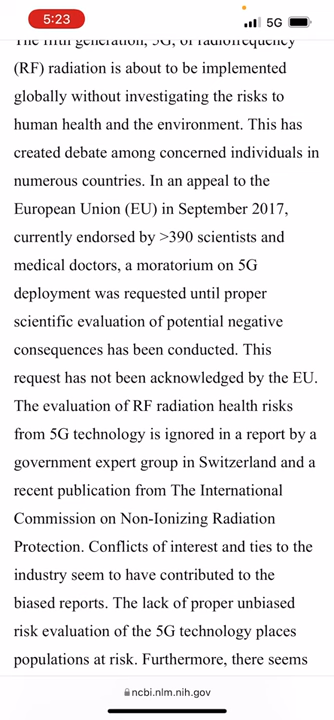 5:23
5G
The fifth generation, 5G, of radiofrequency
(RF) radiation is about to be implemented
globally without investigating the risks to
human health and the environment. This has
created debate among concerned individuals in
numerous countries. In an appeal to the
European Union (EU) in September 2017,
currently endorsed by >390 scientists and
medical doctors, a moratorium on 5G
deployment was requested until proper
scientific evaluation of potential negative
consequences has been conducted. This
request has not been acknowledged by the EU.
The evaluation of RF radiation health risks
from 5G technology is ignored in a report by a
government expert group in Switzerland and a
recent publication from The International
Commission on Non-Ionizing Radiation
Protection. Conflicts of interest and ties to the
industry seem to have contributed to the
biased reports. The lack of proper unbiased
risk evaluation of the 5G technology places
populations at risk. Furthermore, there seems
ncbi.nlm.nih.gov